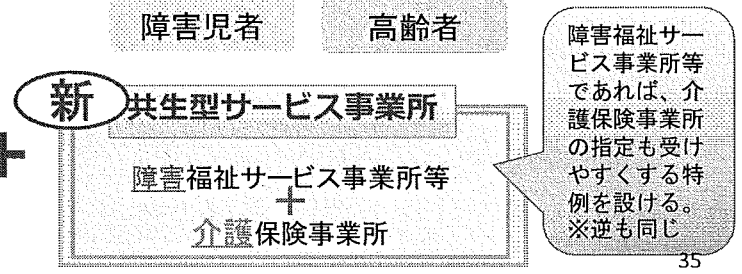 障害児者
高齢者
新
共生型サービス事業所
障害福祉サービス事業所等
+
介護保険事業所
障害福祉サー
ビス事業所等
であれば、介
護保険事業所
の指定も受け
やすくする特
例を設ける。
※逆も同じ
35